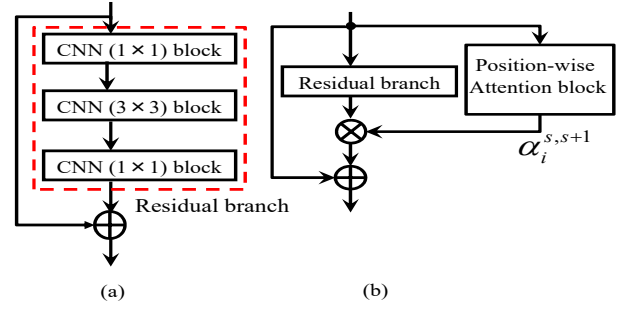 CNN (1 × 1) block
CNN (3 × 3) block
CNN (1 × 1) block
Residual branch
(a)
Residual branch
Position-wise
Attention block
α_i^{s,s+1}
(b)